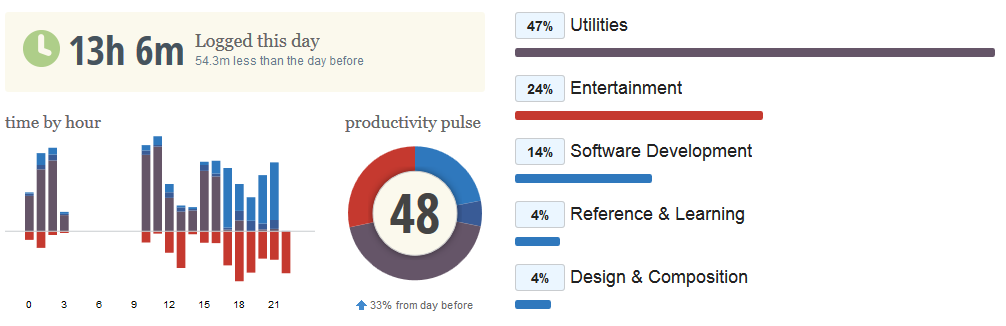 13h 6m
Logged this day
54.3m less than the day before
time by hour
0 3 6 9 12 15 18 21
productivity pulse
48
33% from day before
47% Utilities
24% Entertainment
14% Software Development
4% Reference & Learning
4% Design & Composition